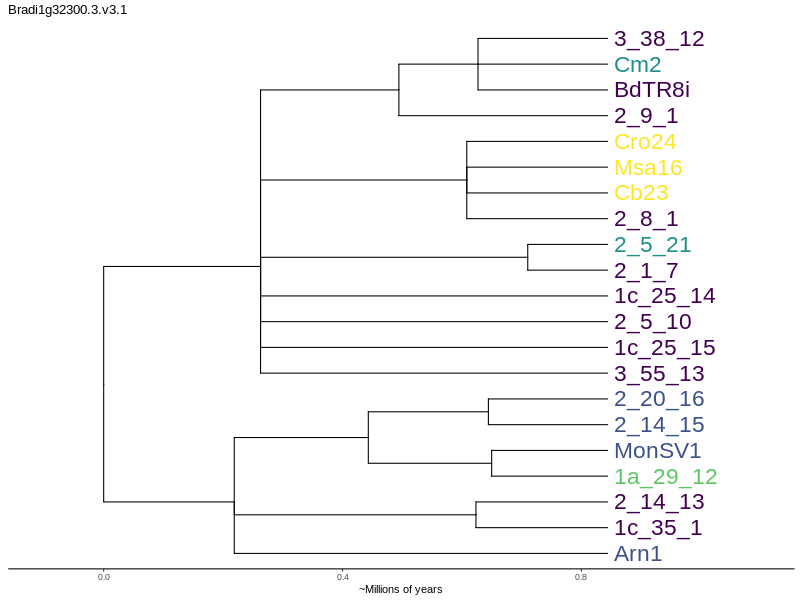 Bradi1g32300.3.v3.1
3_38_12
Cm2
BdTR8i
2_9_1
Cro24
Msa16
Cb23
2_8_1
2_5_21
2_1_7
1c_25_14
2_5_10
1c_25_15
3_55_13
2_20_16
2_14_15
MonSV1
1a_29_12
2_14_13
1c_35_1
Arn1
0.0 0.4 0.8
~Millions of years